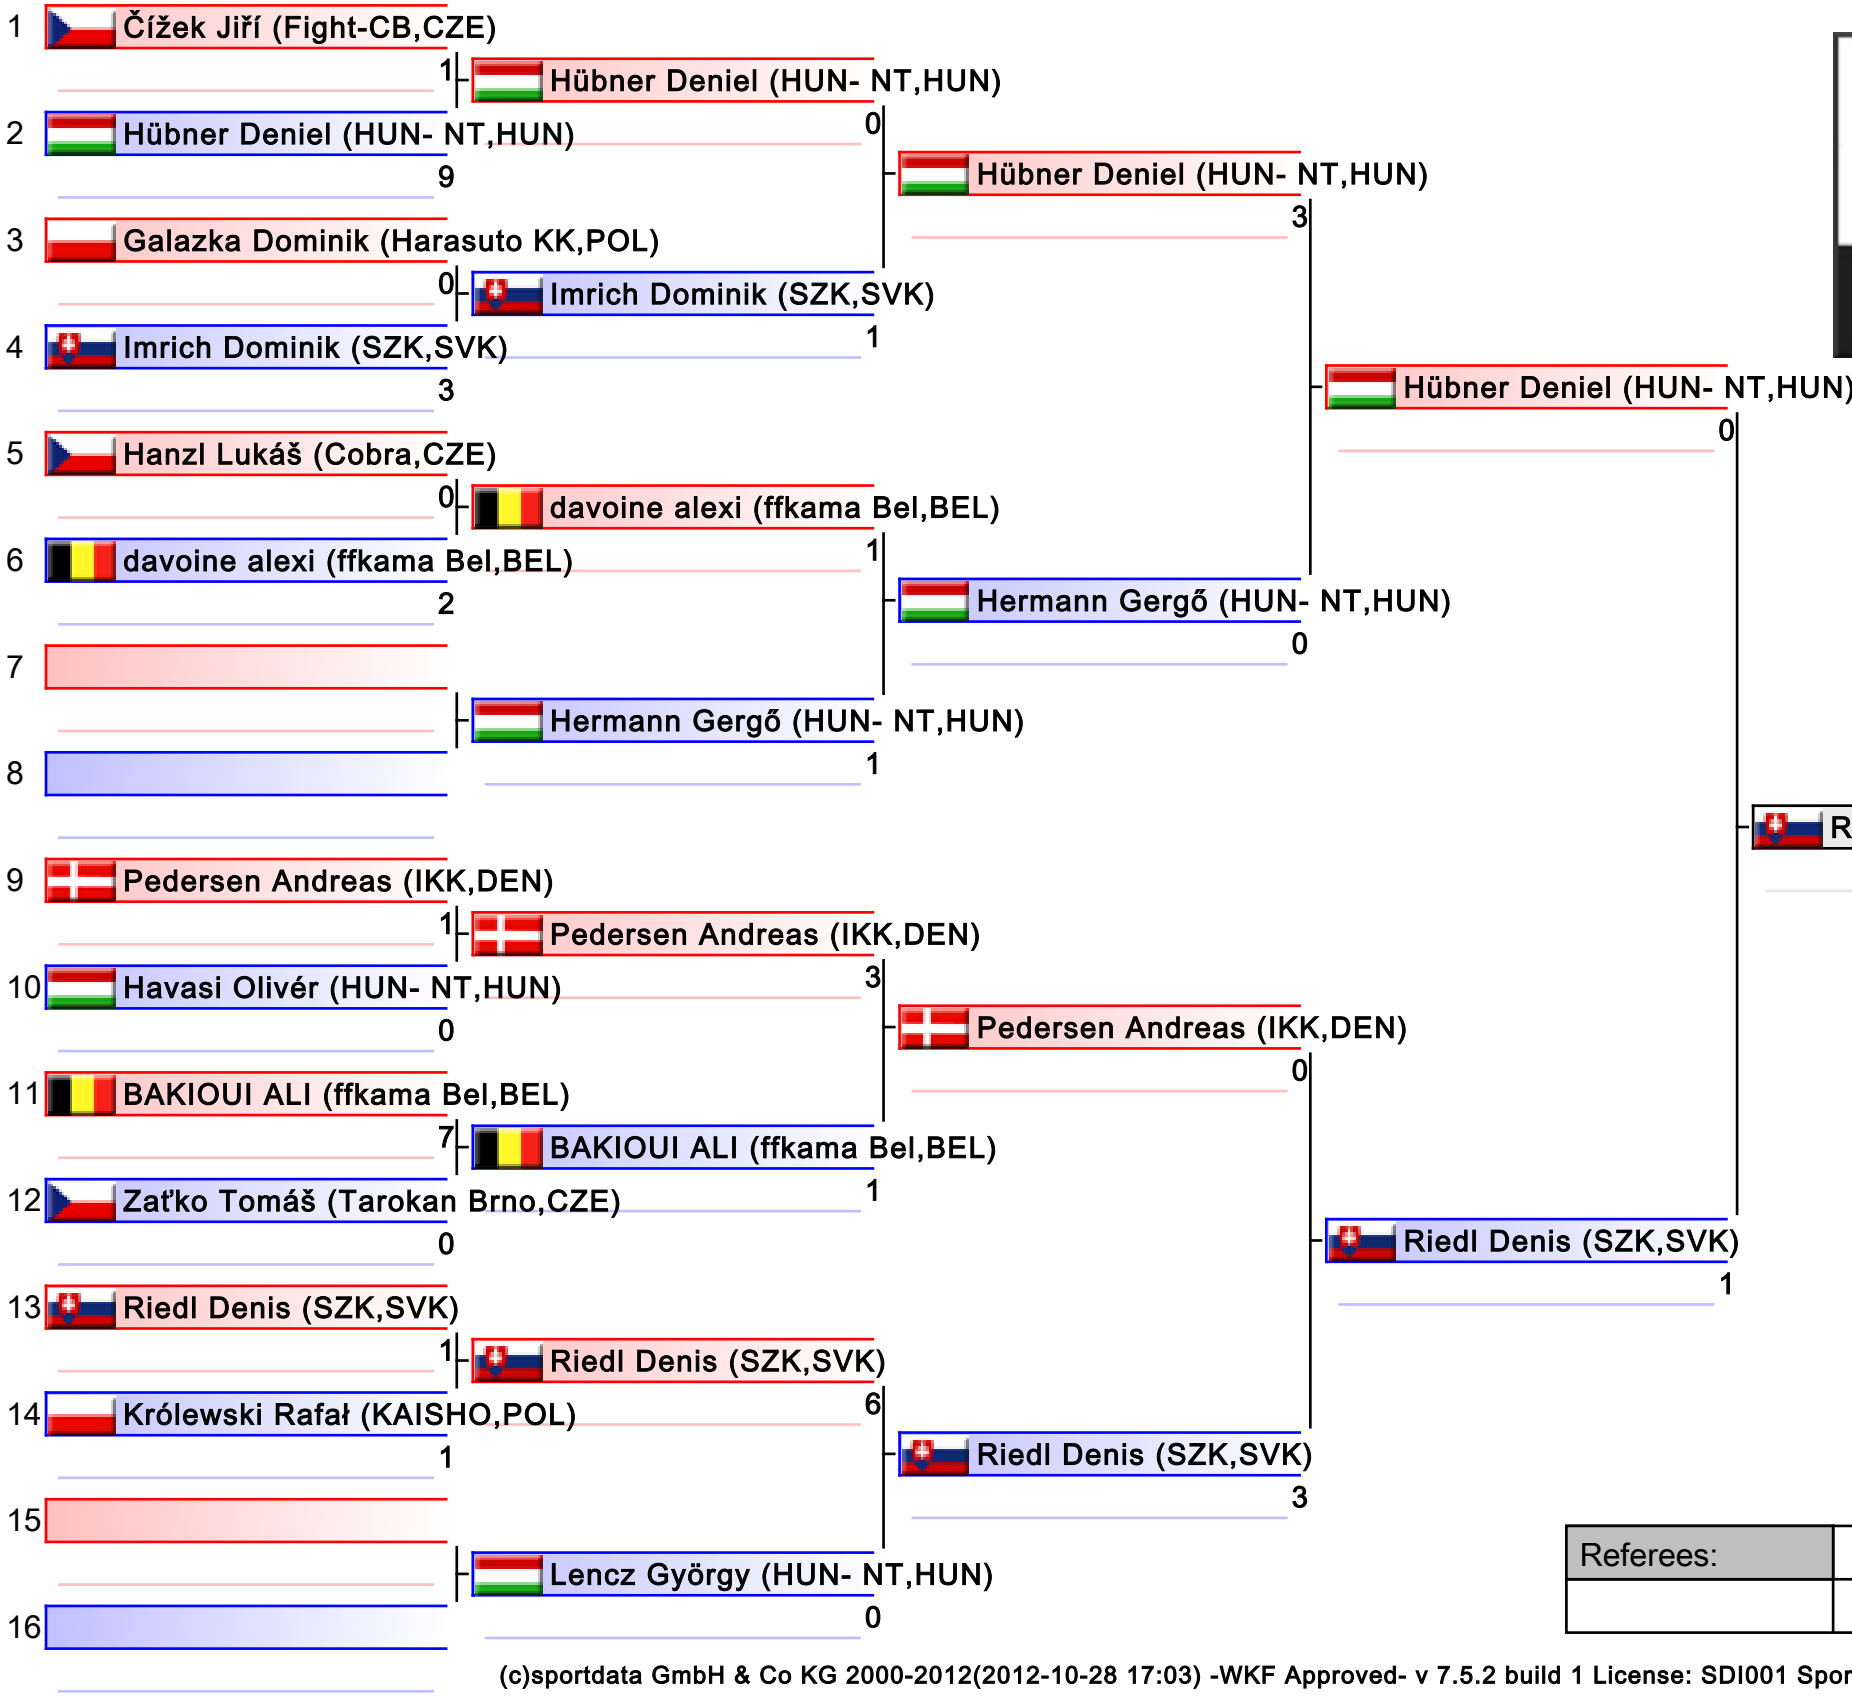 1 Čížek Jiří (Fight-CB,CZE)
1
2 Hübner Deniel (HUN- NT,HUN)
9
3 Galazka Dominik (Harasuto KK,POL)
0
4 Imrich Dominik (SZK,SVK)
3
5 Hanzl Lukáš (Cobra,CZE)
0
6 davoine alexi (ffkama Bel,BEL)
2
7
8
9 Pedersen Andreas (IKK,DEN)
1
10 Havasi Olivér (HUN- NT,HUN)
0
11 BAKIOUI ALI (ffkama Bel,BEL)
7
12 Zaťko Tomáš (Tarokan Brno,CZE)
0
13 Riedl Denis (SZK,SVK)
1
14 Królewski Rafał (KAISHO,POL)
1
15
16
Hübner Deniel (HUN- NT,HUN)
0
Imrich Dominik (SZK,SVK)
1
davoine alexi (ffkama Bel,BEL)
1
Hermann Gergő (HUN- NT,HUN)
1
Pedersen Andreas (IKK,DEN)
3
BAKIOUI ALI (ffkama Bel,BEL)
1
Riedl Denis (SZK,SVK)
6
Lencz György (HUN- NT,HUN)
0
Hübner Deniel (HUN- NT,HUN)
3
Hermann Gergő (HUN- NT,HUN)
0
Pedersen Andreas (IKK,DEN)
0
Riedl Denis (SZK,SVK)
3
Hübner Deniel (HUN- NT,HUN)
0
Riedl Denis (SZK,SVK)
1
R
Referees:
(c)sportdata GmbH & Co KG 2000-2012(2012-10-28 17:03) -WKF Approved- v 7.5.2 build 1 License: SDI001 Spor